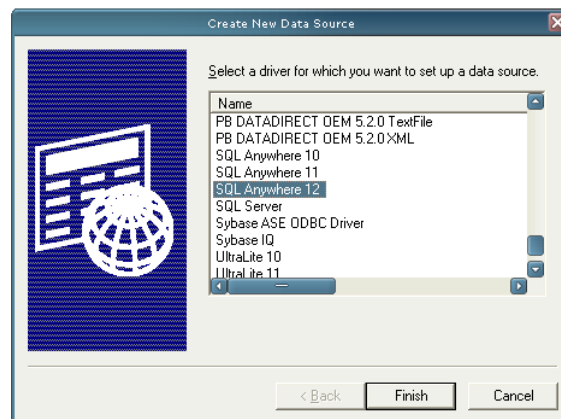 Create New Data Source
Select a driver for which you want to set up a data source.
Name
PB DATADIRECT OEM 5.2.0 TextFile
PB DATADIRECT OEM 5.2.0 XML
SQL Anywhere 10
SQL Anywhere 11
SQL Anywhere 12
SQL Server
Sybase ASE ODBC Driver
Sybase IQ
UltraLite 10
UltraLite 11
< Back Finish Cancel